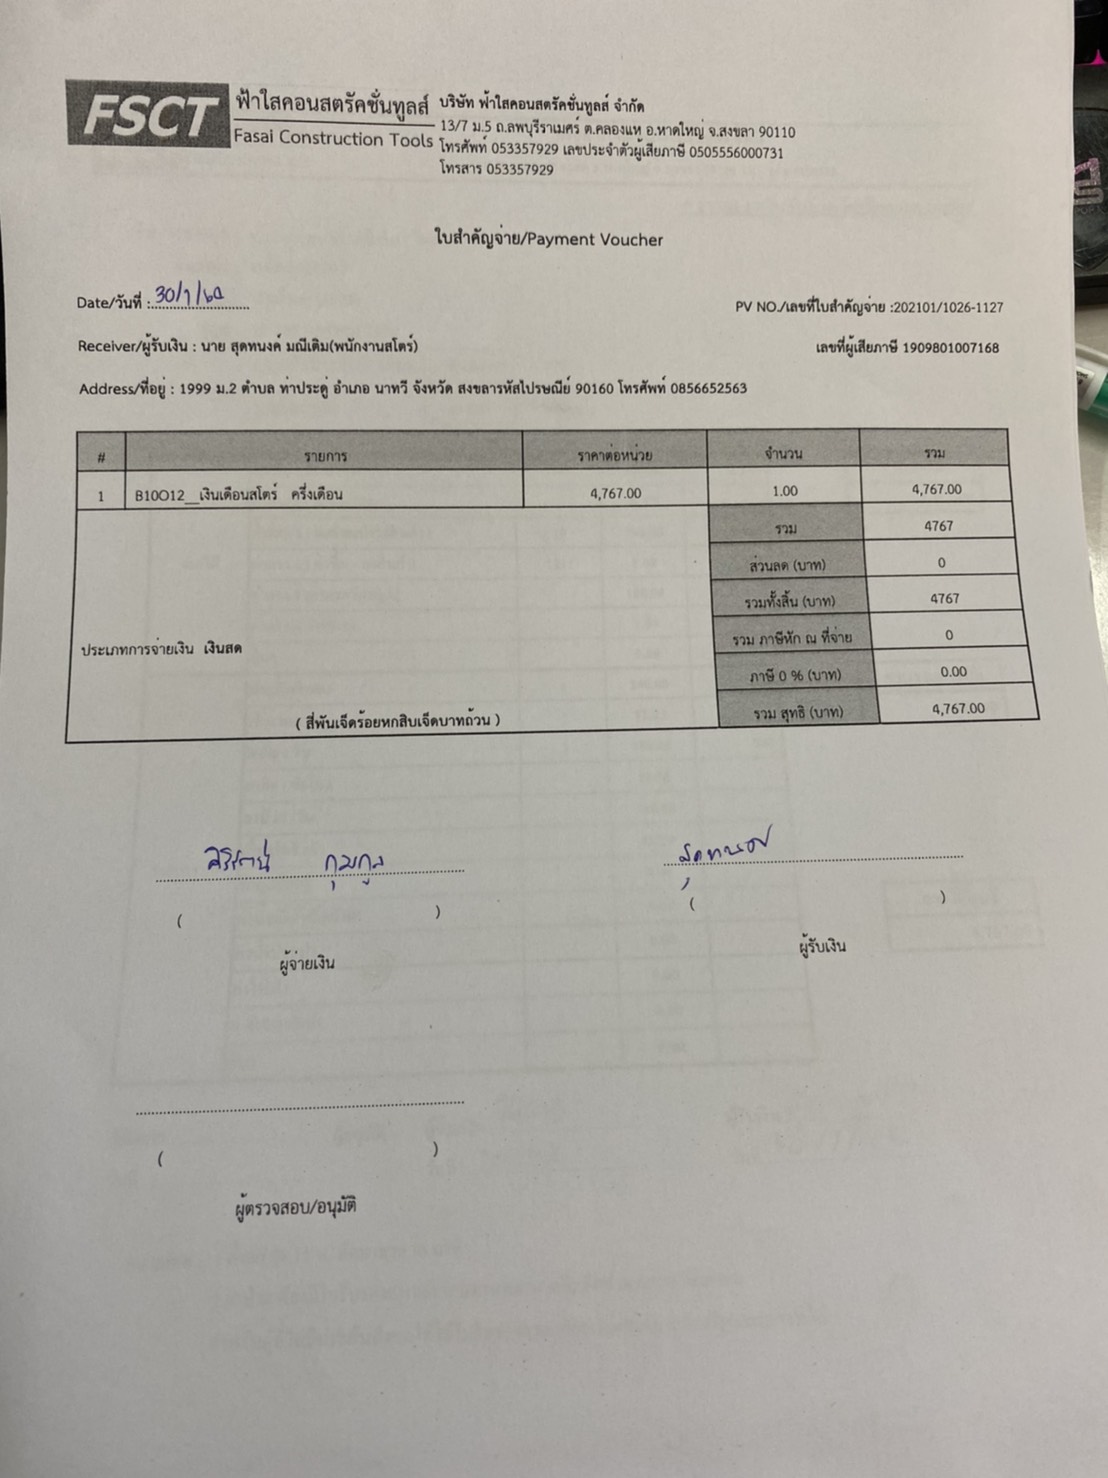 FSCT
ฟ้าใสคอนสตรัคชั่นทูลส์
Fasai Construction Tools
บริษัท ฟ้าใสคอนสตรัคชั่นทูลส์ จำกัด
13/7 ม.5 ถ.ลพบุรีราเมศร์ ต.คลองแห อ.หาดใหญ่ จ.สงขลา 90110
โทรศัพท์ 053357929 เลขประจำตัวผู้เสียภาษี 0505556000731
โทรสาร 053357929
ใบสำคัญจ่าย/Payment Voucher
Date/วันที่ : 30/1/
PV NO./เลขที่ใบสำคัญจ่าย :202101/1026-1127
Receiver/ผู้รับเงิน : นาย สุดทนงค์ มณีเดิม(พนักงานสโตร์)
เลขที่ผู้เสียภาษี 1909801007168
Address/ที่อยู่ : 1999 ม.2 ตำบล ท่าประดู่ อำเภอ นาทวี จังหวัด สงขลารหัสไปรษณีย์ 90160 โทรศัพท์ 0856652563
# รายการ ราคาต่อหน่วย จำนวน รวม
1 B10O12__เงินเดือนสโตร์ ครึ่งเดือน 4,767.00 1.00 4,767.00
รวม 4767
ส่วนลด (บาท) 0
รวมทั้งสิ้น (บาท) 4767
รวม ภาษีหัก ณ ที่จ่าย 0
ประเภทการจ่ายเงิน เงินสด
ภาษี 0 % (บาท) 0.00
( สี่พันเจ็ดร้อยหกสิบเจ็ดบาทถ้วน )
รวม สุทธิ (บาท) 4,767.00
สุดทนงค์
( )
( )
ผู้จ่ายเงิน
ผู้รับเงิน
( )
ผู้ตรวจสอบ/อนุมัติ